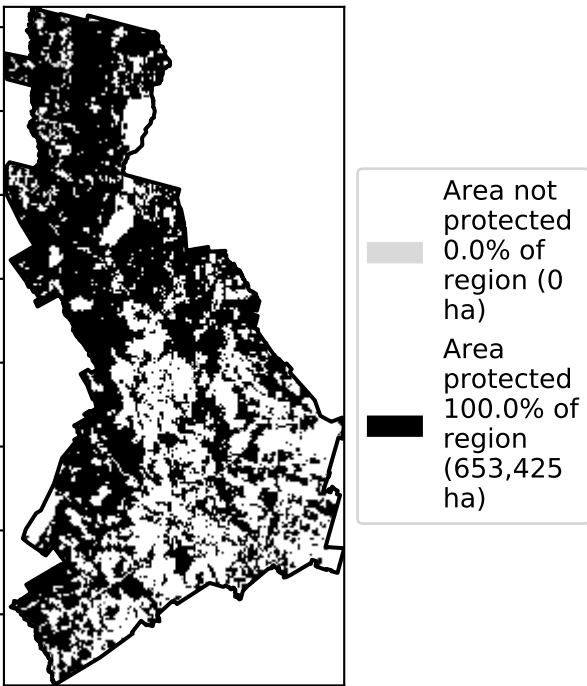 Area not
protected
0.0% of
region (0
ha)
Area
protected
100.0% of
region
(653,425
ha)